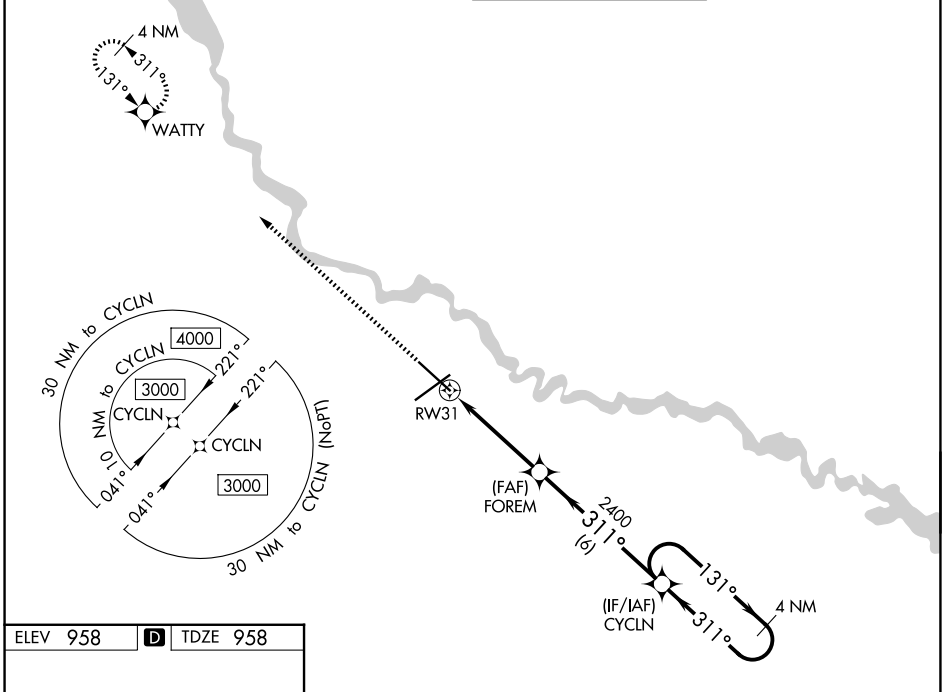 4 NM
311°
131°
WATTY
30 NM to CYCLN
4000
221°
10 NM to CYCLN
3000
221°
CYCLN
CYCLN
041°
3000
041°
30 NM to CYCLN (NoPT)
RW31
(FAF)
FOREM
2400
311°
(6)
131°
(IF/IAF)
CYCLN
311°
4 NM
ELEV 958 D TDZE 958